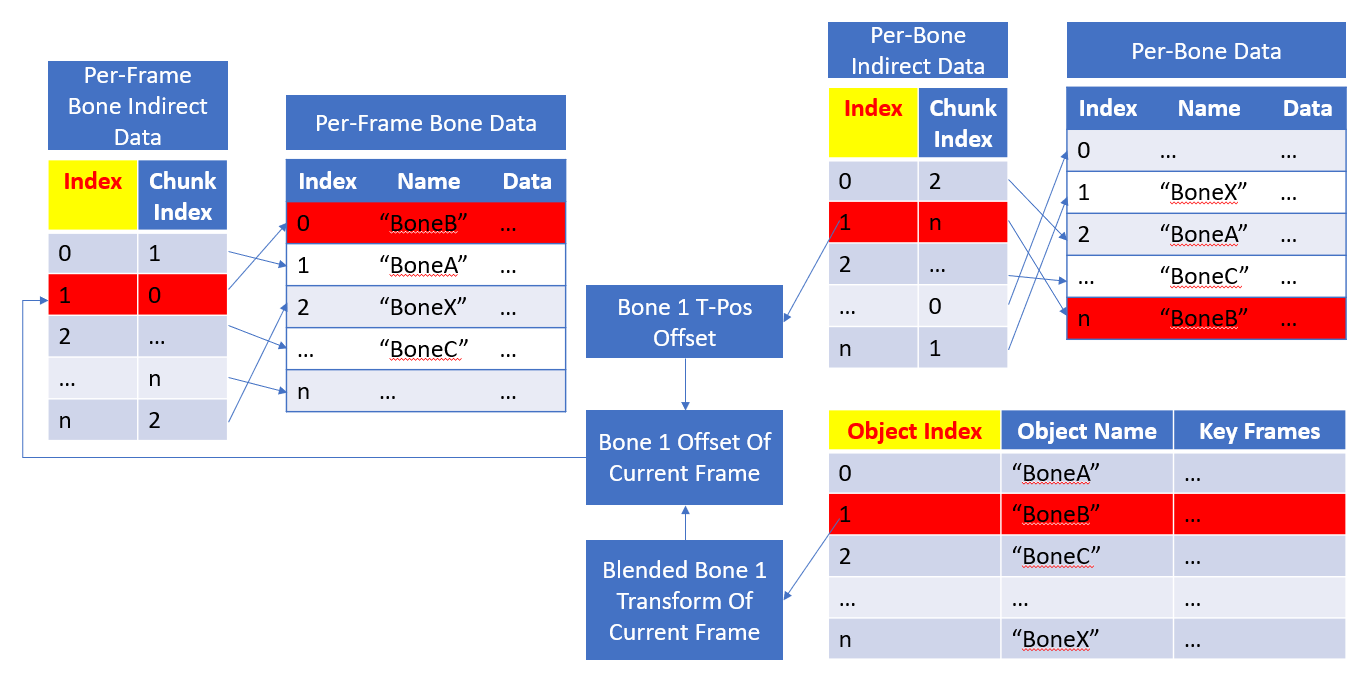 Per-Frame
Bone Indirect
Data
Index Chunk
Index
0 1
1 0
2 ...
... n
n 2
Per-Frame Bone Data
Index Name Data
0 “BoneB” ...
1 “BoneA” ...
2 “BoneX” ...
... “BoneC” ...
n ... ...
Bone 1 T-Pos
Offset
Bone 1 Offset Of
Current Frame
Blended Bone 1
Transform Of
Current Frame
Per-Bone
Indirect Data
Index Chunk
Index
0 2
1 n
2 ...
... 0
n 1
Per-Bone Data
Index Name Data
0 ... ...
1 “BoneX” ...
2 “BoneA” ...
... “BoneC” ...
n “BoneB” ...
Object Index Object Name Key Frames
0 “BoneA” ...
1 “BoneB” ...
2 “BoneC” ...
... ... ...
n “BoneX” ...